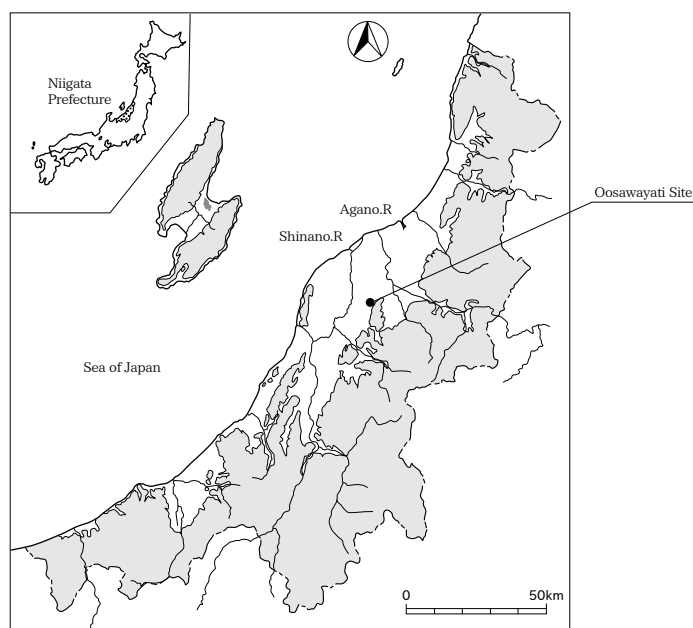 Niigata
Prefecture
Oosawayati Site
Agano.R
Shinano.R
Sea of Japan
0 50km